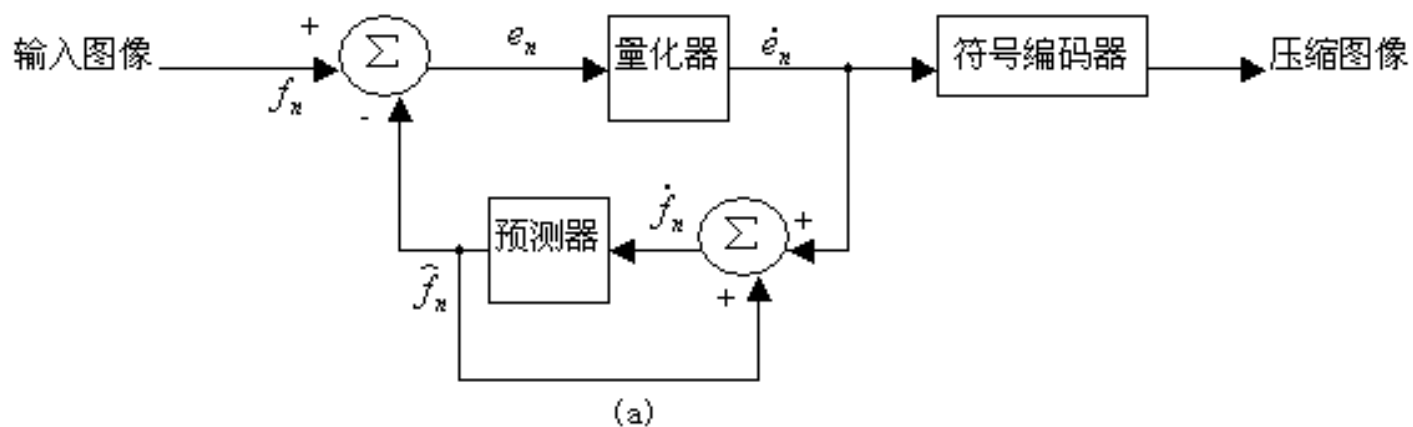 输入图像
+
Σ
e_n
量化器
ė_n
符号编码器
压缩图像
f_n
-
预测器
ḟ_n
Σ
+
f̂_n
+
(a)